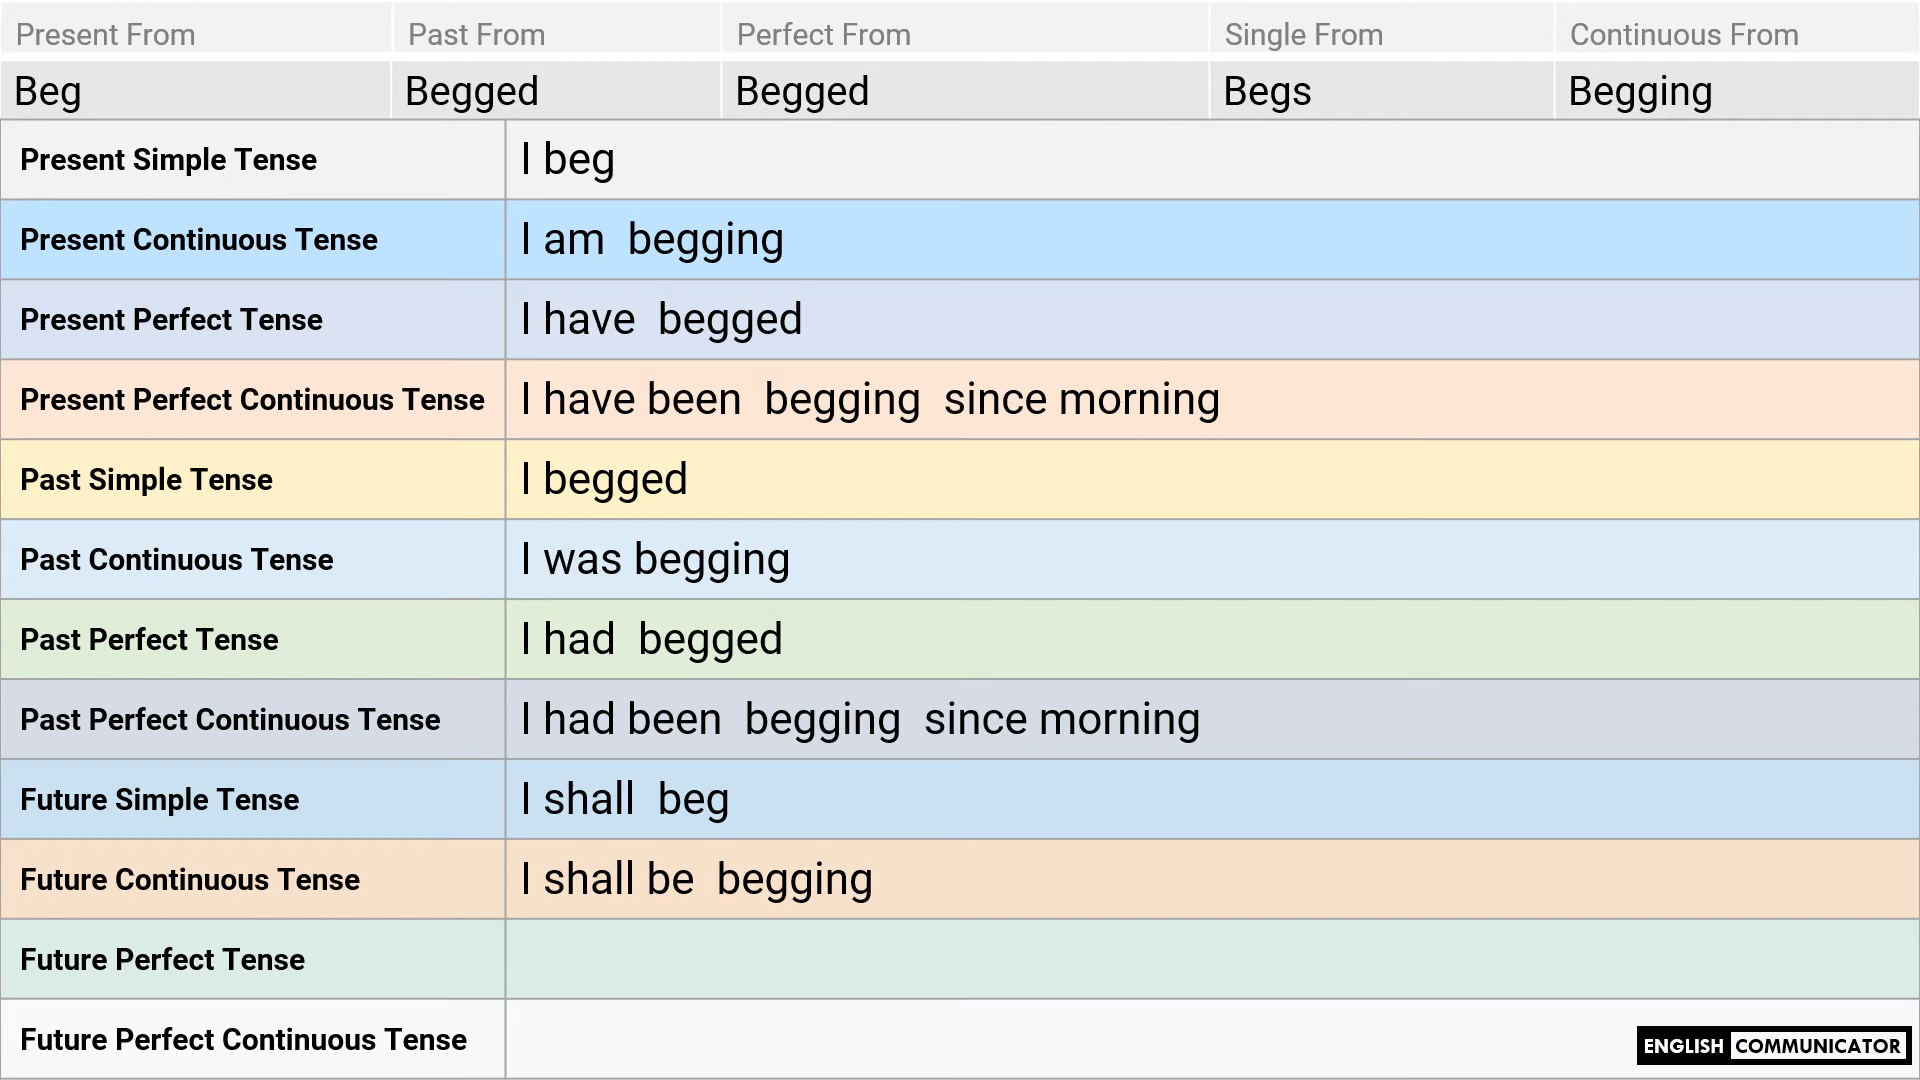 Present From Past From Perfect From Single From Continuous From
Beg Begged Begged Begs Begging
Present Simple Tense I beg
Present Continuous Tense I am begging
Present Perfect Tense I have begged
Present Perfect Continuous Tense I have been begging since morning
Past Simple Tense I begged
Past Continuous Tense I was begging
Past Perfect Tense I had begged
Past Perfect Continuous Tense I had been begging since morning
Future Simple Tense I shall beg
Future Continuous Tense I shall be begging
Future Perfect Tense
Future Perfect Continuous Tense
ENGLISH COMMUNICATOR